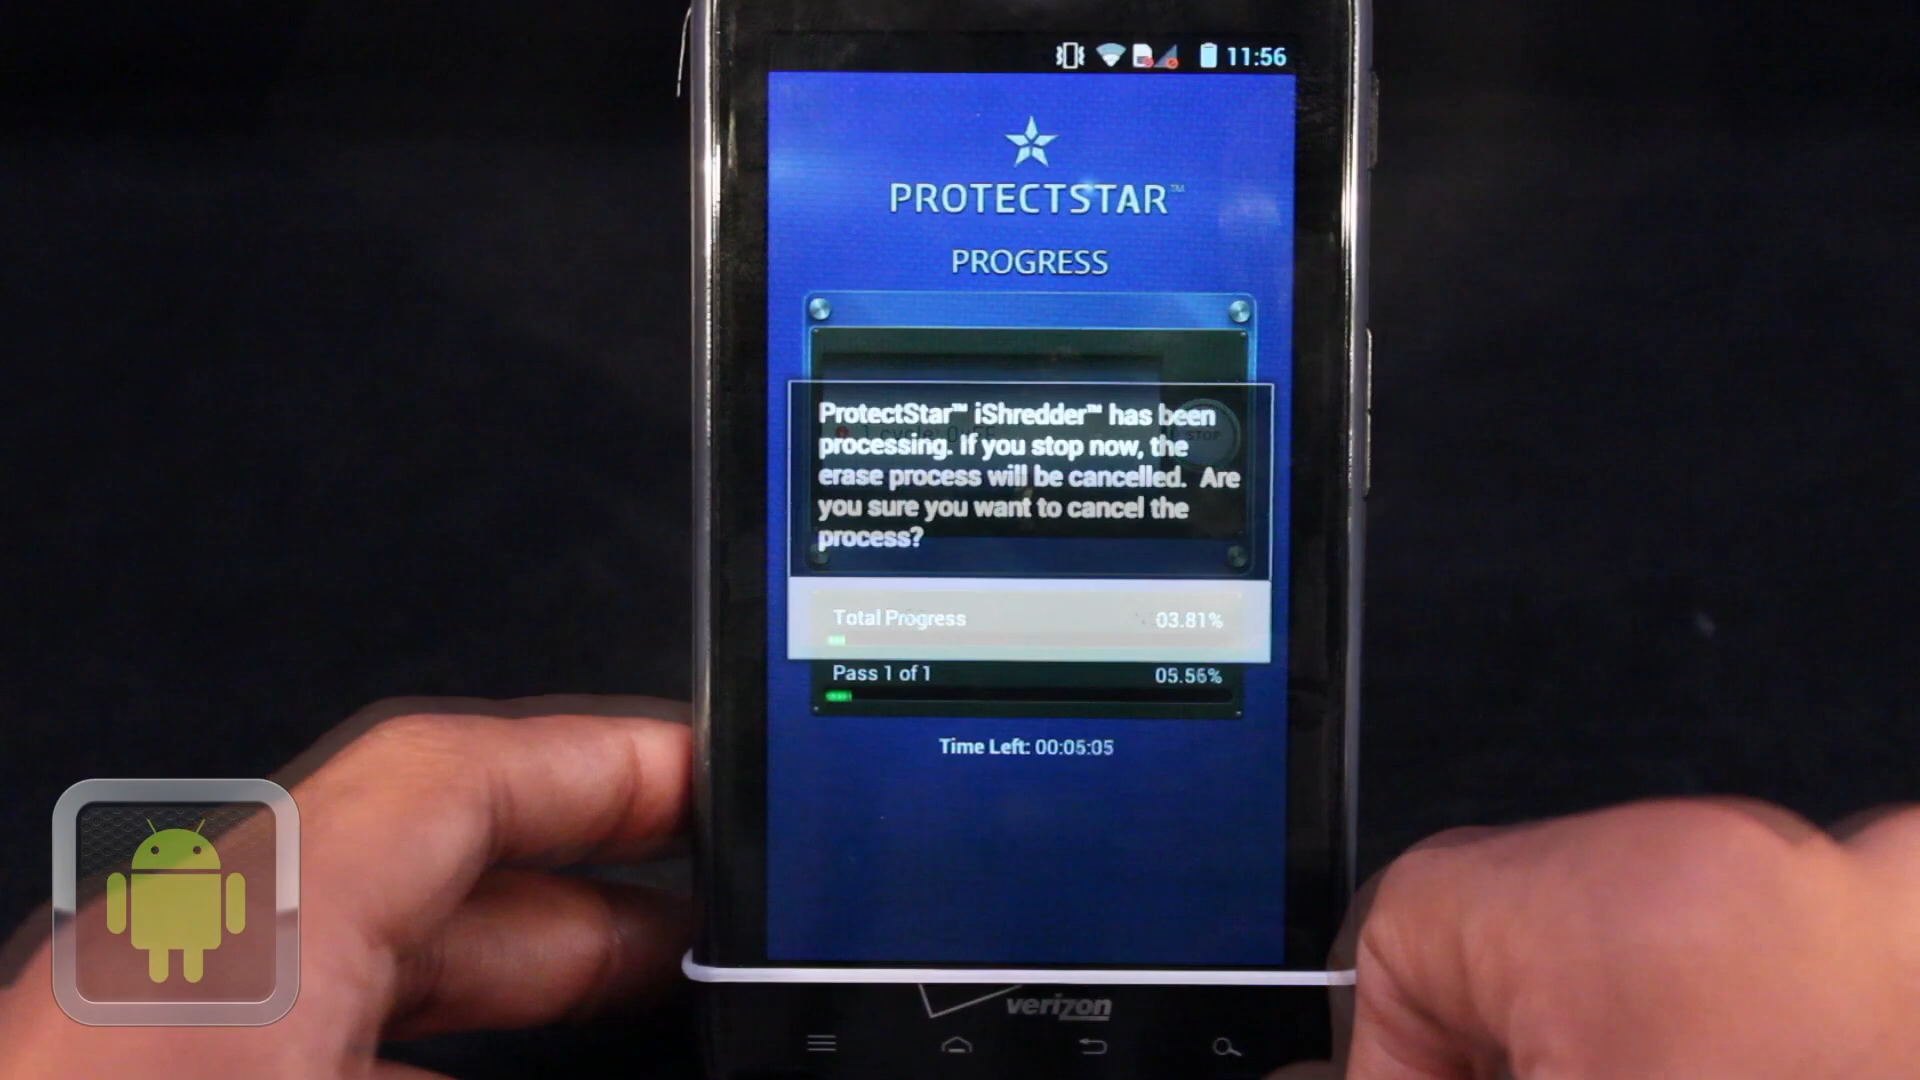 11:56
PROTECTSTAR™
PROGRESS
STOP
ProtectStar™ iShredder™ has been
processing. If you stop now, the
erase process will be cancelled. Are
you sure you want to cancel the
process?
Total Progress 03.81%
Pass 1 of 1 05.56%
Time Left: 00:05:05
verizon